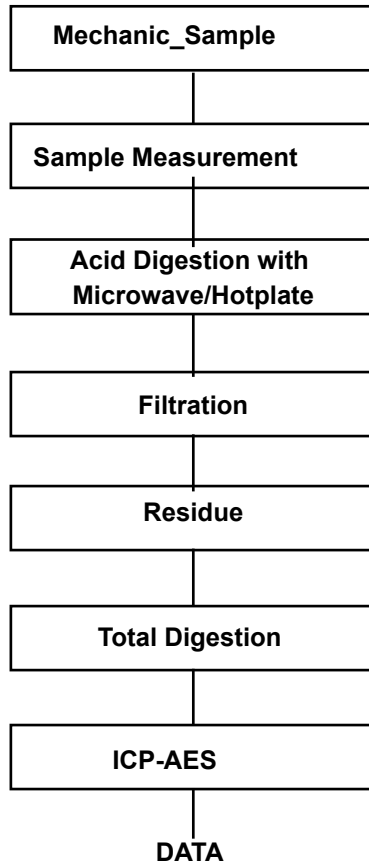 Mechanic_Sample
Sample Measurement
Acid Digestion with
Microwave/Hotplate
Filtration
Residue
Total Digestion
ICP-AES
DATA